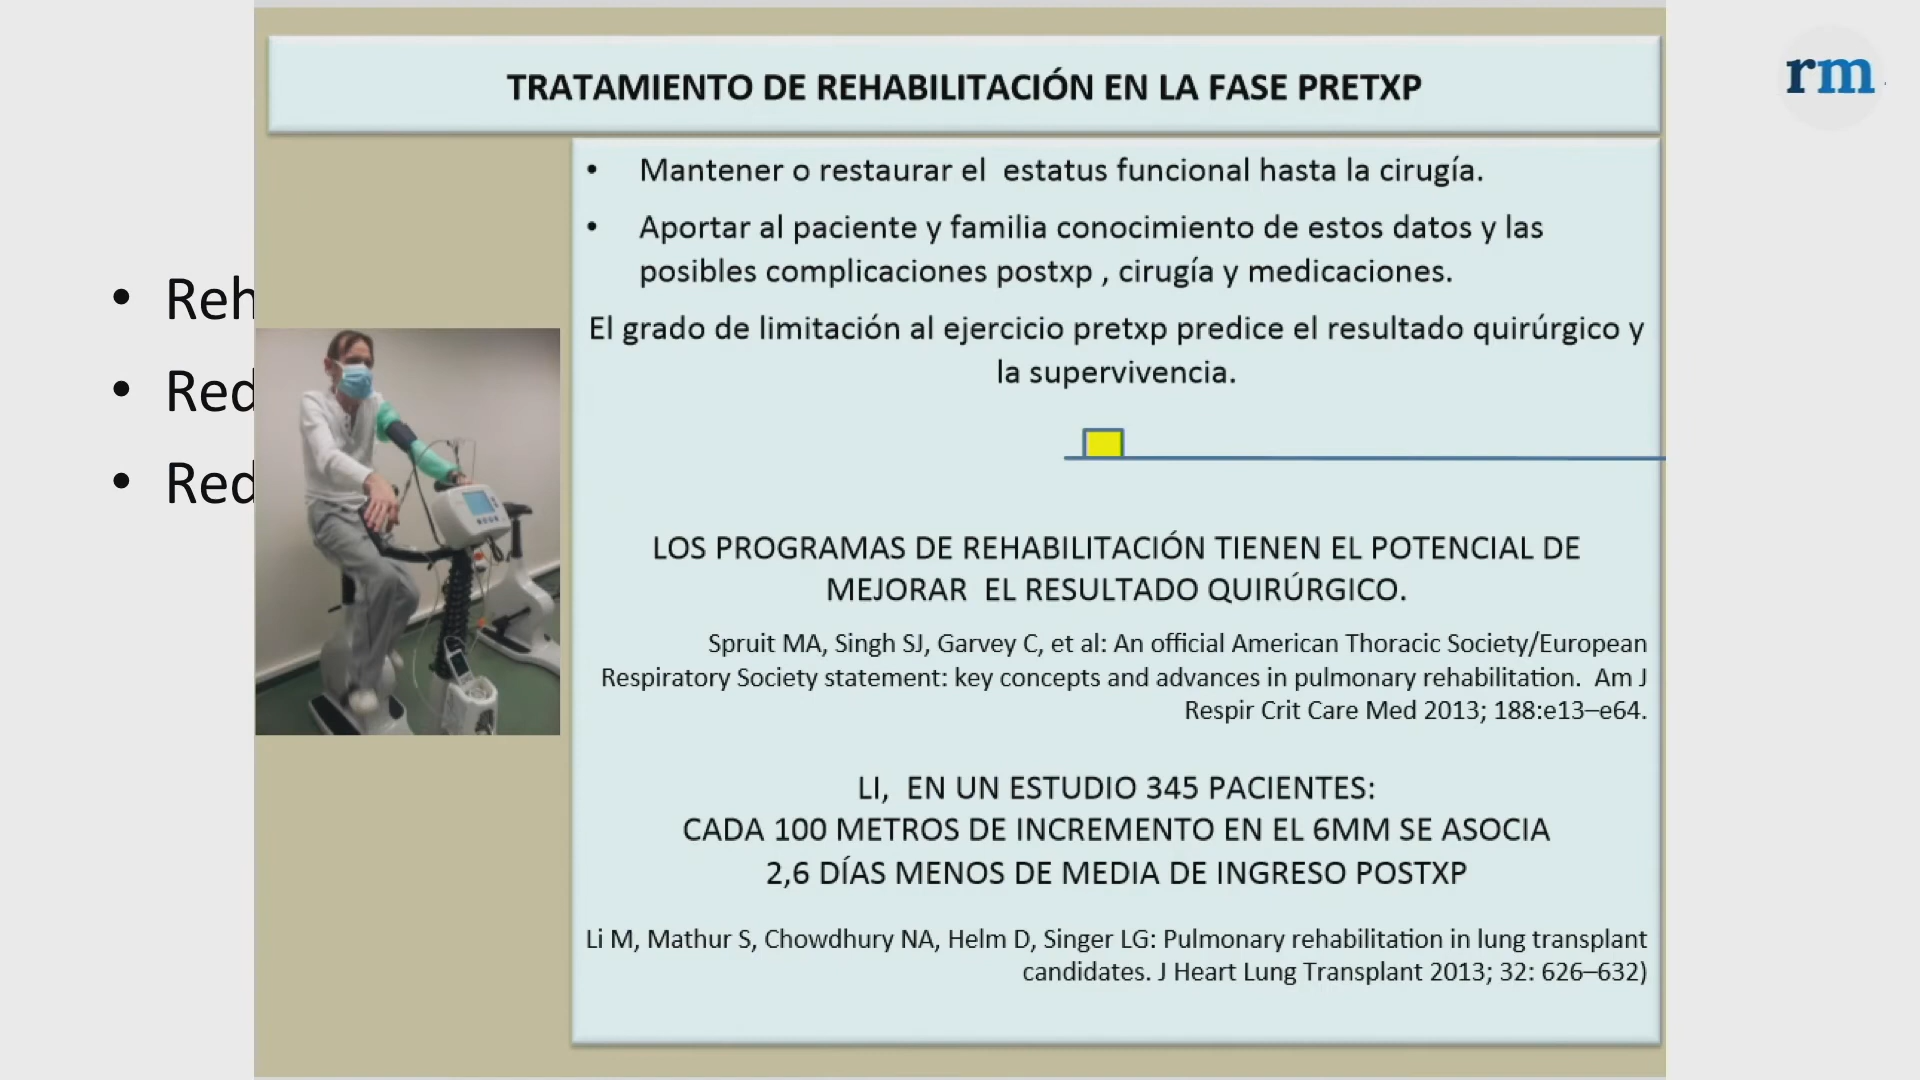 TRATAMIENTO DE REHABILITACIÓN EN LA FASE PRETXP
rm
• Mantener o restaurar el estatus funcional hasta la cirugía.
• Aportar al paciente y familia conocimiento de estos datos y las
posibles complicaciones postxp , cirugía y medicaciones.
El grado de limitación al ejercicio pretxp predice el resultado quirúrgico y
la supervivencia.
• Reh
• Red
• Red
LOS PROGRAMAS DE REHABILITACIÓN TIENEN EL POTENCIAL DE
MEJORAR EL RESULTADO QUIRÚRGICO.
Spruit MA, Singh SJ, Garvey C, et al: An official American Thoracic Society/European
Respiratory Society statement: key concepts and advances in pulmonary rehabilitation. Am J
Respir Crit Care Med 2013; 188:e13–e64.
LI, EN UN ESTUDIO 345 PACIENTES:
CADA 100 METROS DE INCREMENTO EN EL 6MM SE ASOCIA
2,6 DÍAS MENOS DE MEDIA DE INGRESO POSTXP
Li M, Mathur S, Chowdhury NA, Helm D, Singer LG: Pulmonary rehabilitation in lung transplant
candidates. J Heart Lung Transplant 2013; 32: 626–632)